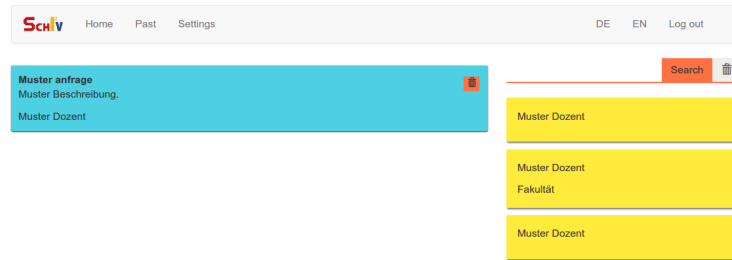 SCHIV Home Past Settings DE EN Log out
Search
Muster anfrage
Muster Beschreibung.
Muster Dozent
Muster Dozent
Muster Dozent
Fakultät
Muster Dozent